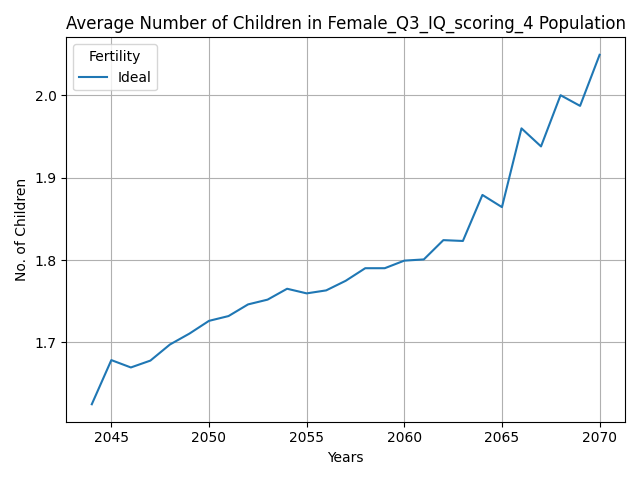 Average Number of Children in Female_Q3_IQ_scoring_4 Population
Fertility
Ideal
No. of Children
2.0
1.9
1.8
1.7
2045 2050 2055 2060 2065 2070
Years